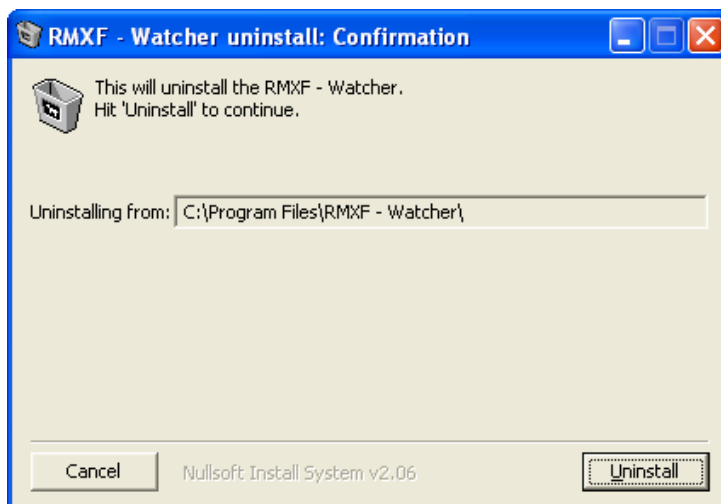 RMXF - Watcher uninstall: Confirmation
This will uninstall the RMXF - Watcher.
Hit 'Uninstall' to continue.
Uninstalling from: C:\Program Files\RMXF - Watcher\
Cancel Nullsoft Install System v2.06 Uninstall